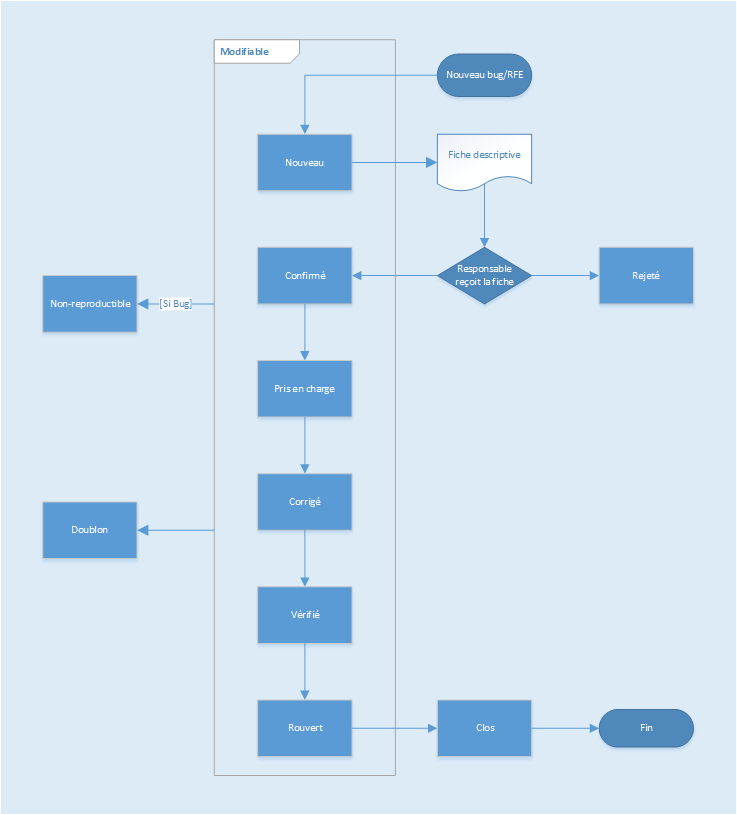 Modifiable
Nouveau bug/RFE
Nouveau
Fiche descriptive
Confirmé
Responsable
reçoit la fiche
Rejeté
Non-reproductible
[Si Bug]
Pris en charge
Corrigé
Doublon
Vérifié
Rouvert
Clos
Fin